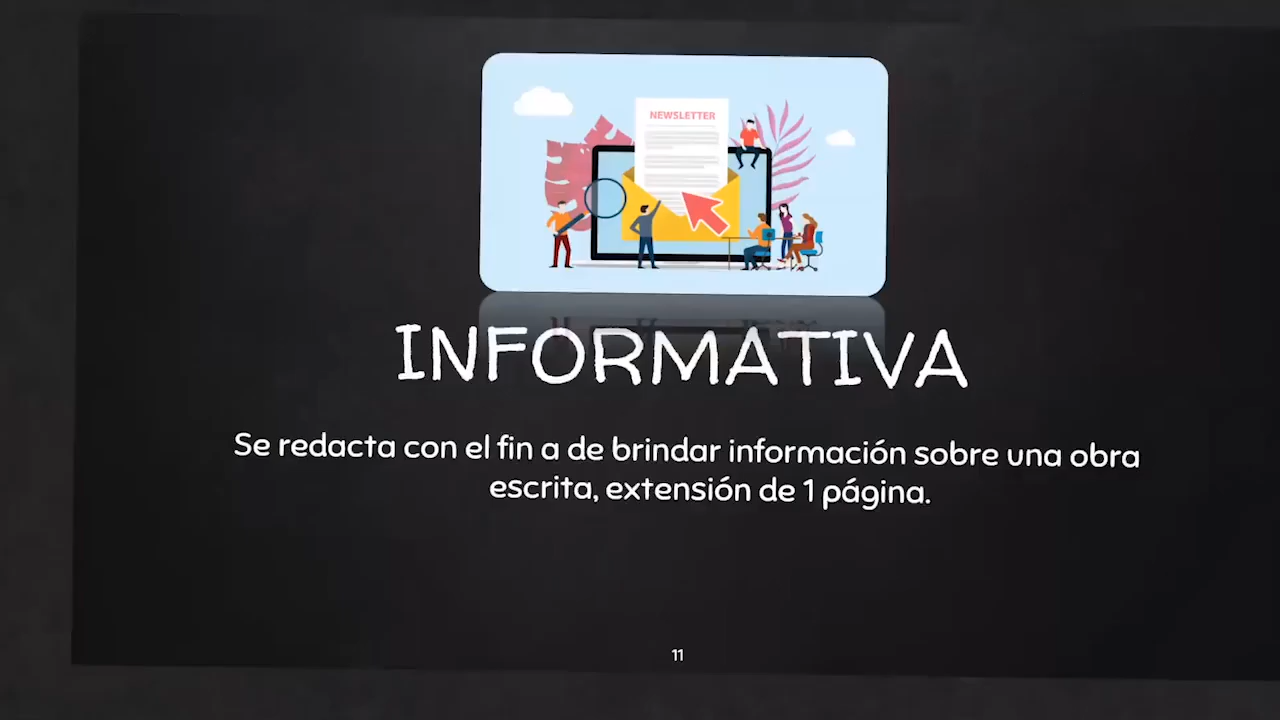 NEWSLETTER
INFORMATIVA
Se redacta con el fin a de brindar información sobre una obra
escrita, extensión de 1 página.
11